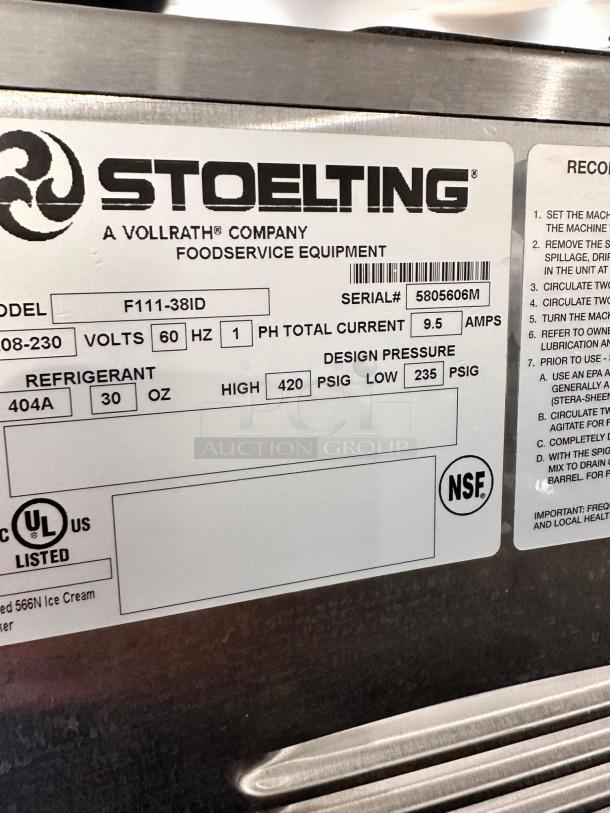 STOELTING®
A VOLLRATH® COMPANY
FOODSERVICE EQUIPMENT
ODEL F111-38ID SERIAL# 5805606M
08-230 VOLTS 60 HZ 1 PH TOTAL CURRENT 9.5 AMPS
REFRIGERANT DESIGN PRESSURE
404A 30 OZ HIGH 420 PSIG LOW 235 PSIG
PCI
AUCTION GROUP
NSF®
C UL® US
LISTED
ed 566N Ice Cream
ker
RECO
1. SET THE MACH
THE MACHINE
2. REMOVE THE S
SPILLAGE, DRIP
IN THE UNIT AT
3. CIRCULATE TWO
4. CIRCULATE TWO
5. TURN THE MACH
6. REFER TO OWNE
LUBRICATION AN
7. PRIOR TO USE -
A. USE AN EPA A
GENERALLY A
(STERA-SHEEN
B. CIRCULATE TW
AGITATE FOR F
C. COMPLETELY D
D. WITH THE SPIG
MIX TO DRAIN
BARREL. FOR P
IMPORTANT: FREQU
AND LOCAL HEALT